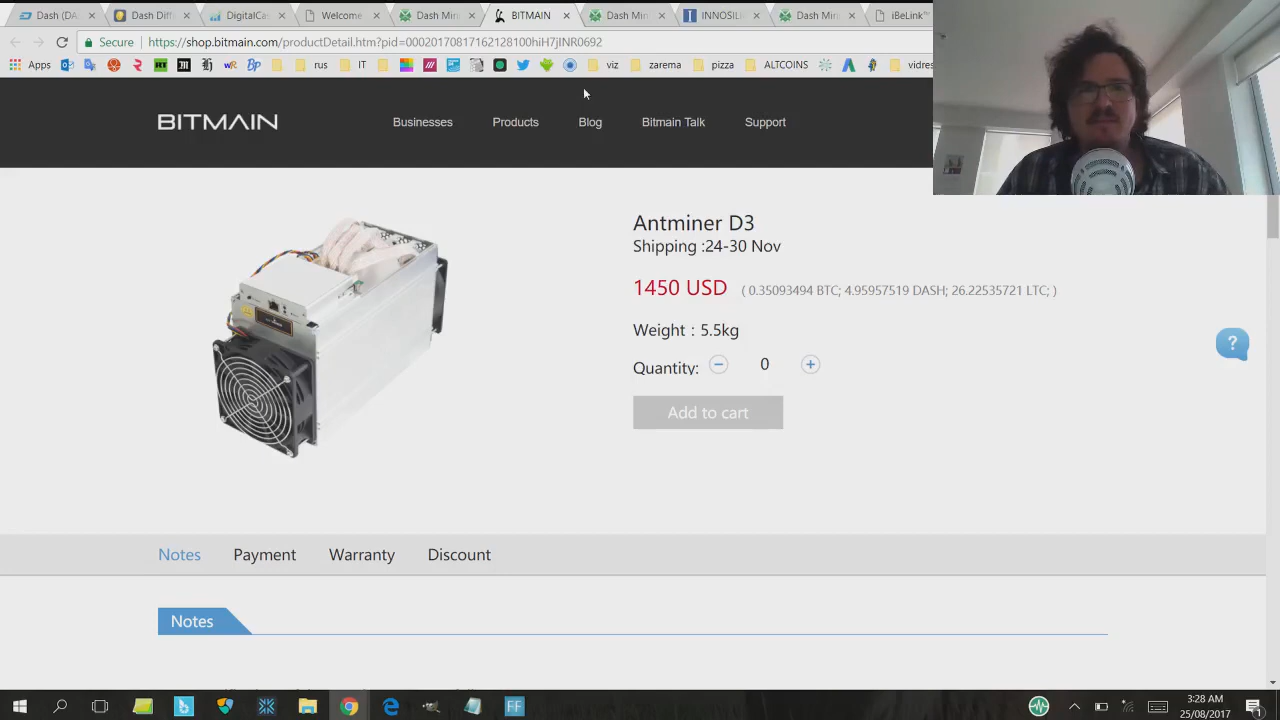 Dash (DA
Dash Diff
DigitalCas
Welcome
Dash Min
BITMAIN
Dash Min
INNOSILI
Dash Min
iBeLink™
Secure
https://shop.bitmain.com/productDetail.htm?pid=00020170817162128100hiH7jINR0692
Apps
rus
IT
viz
zarema
pizza
ALTCOINS
vidres
BITMAIN
Businesses
Products
Blog
Bitmain Talk
Support
Antminer D3
Shipping :24-30 Nov
1450 USD ( 0.35093494 BTC; 4.95957519 DASH; 26.22535721 LTC; )
Weight : 5.5kg
Quantity: − 0 +
Add to cart
?
Notes
Payment
Warranty
Discount
Notes
3:28 AM
25/08/2017